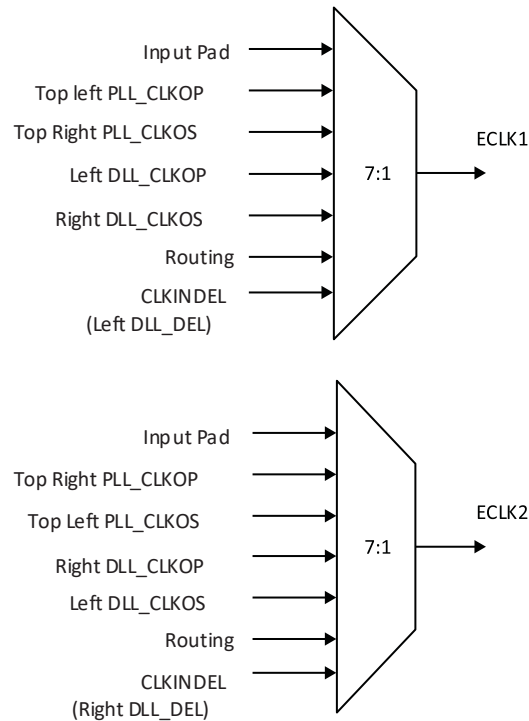 Input Pad
Top left PLL_CLKOP
Top Right PLL_CLKOS
Left DLL_CLKOP
Right DLL_CLKOS
Routing
CLKINDEL
(Left DLL_DEL)
7:1
ECLK1
Input Pad
Top Right PLL_CLKOP
Top Left PLL_CLKOS
Right DLL_CLKOP
Left DLL_CLKOS
Routing
CLKINDEL
(Right DLL_DEL)
7:1
ECLK2